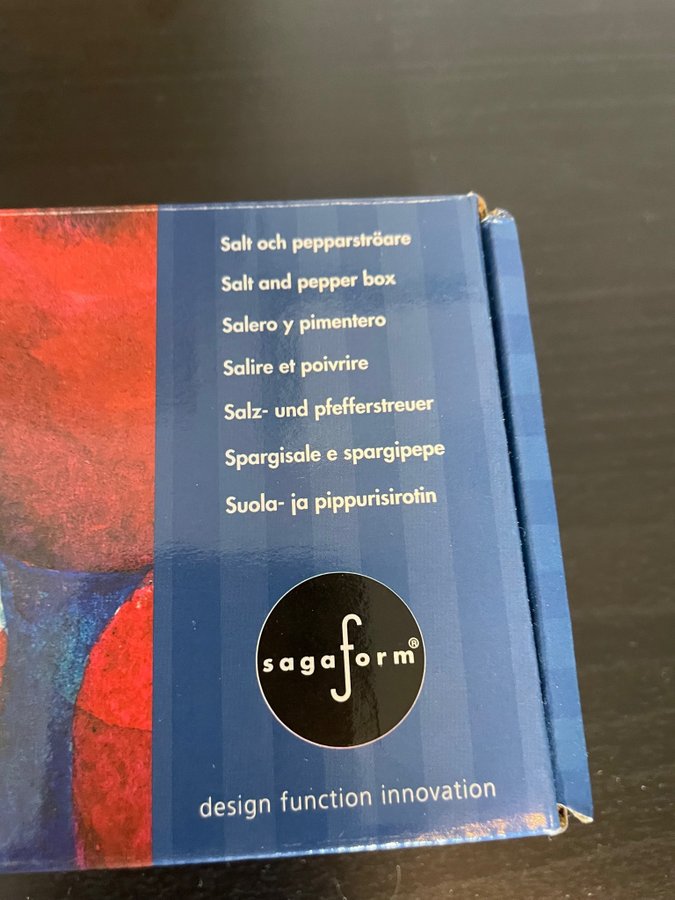 Salt och pepparströare
Salt and pepper box
Salero y pimentero
Salire et poivrire
Salz- und pfefferstreuer
Spargisale e spargipepe
Suola- ja pippurisirotin
sagaform®
design function innovation